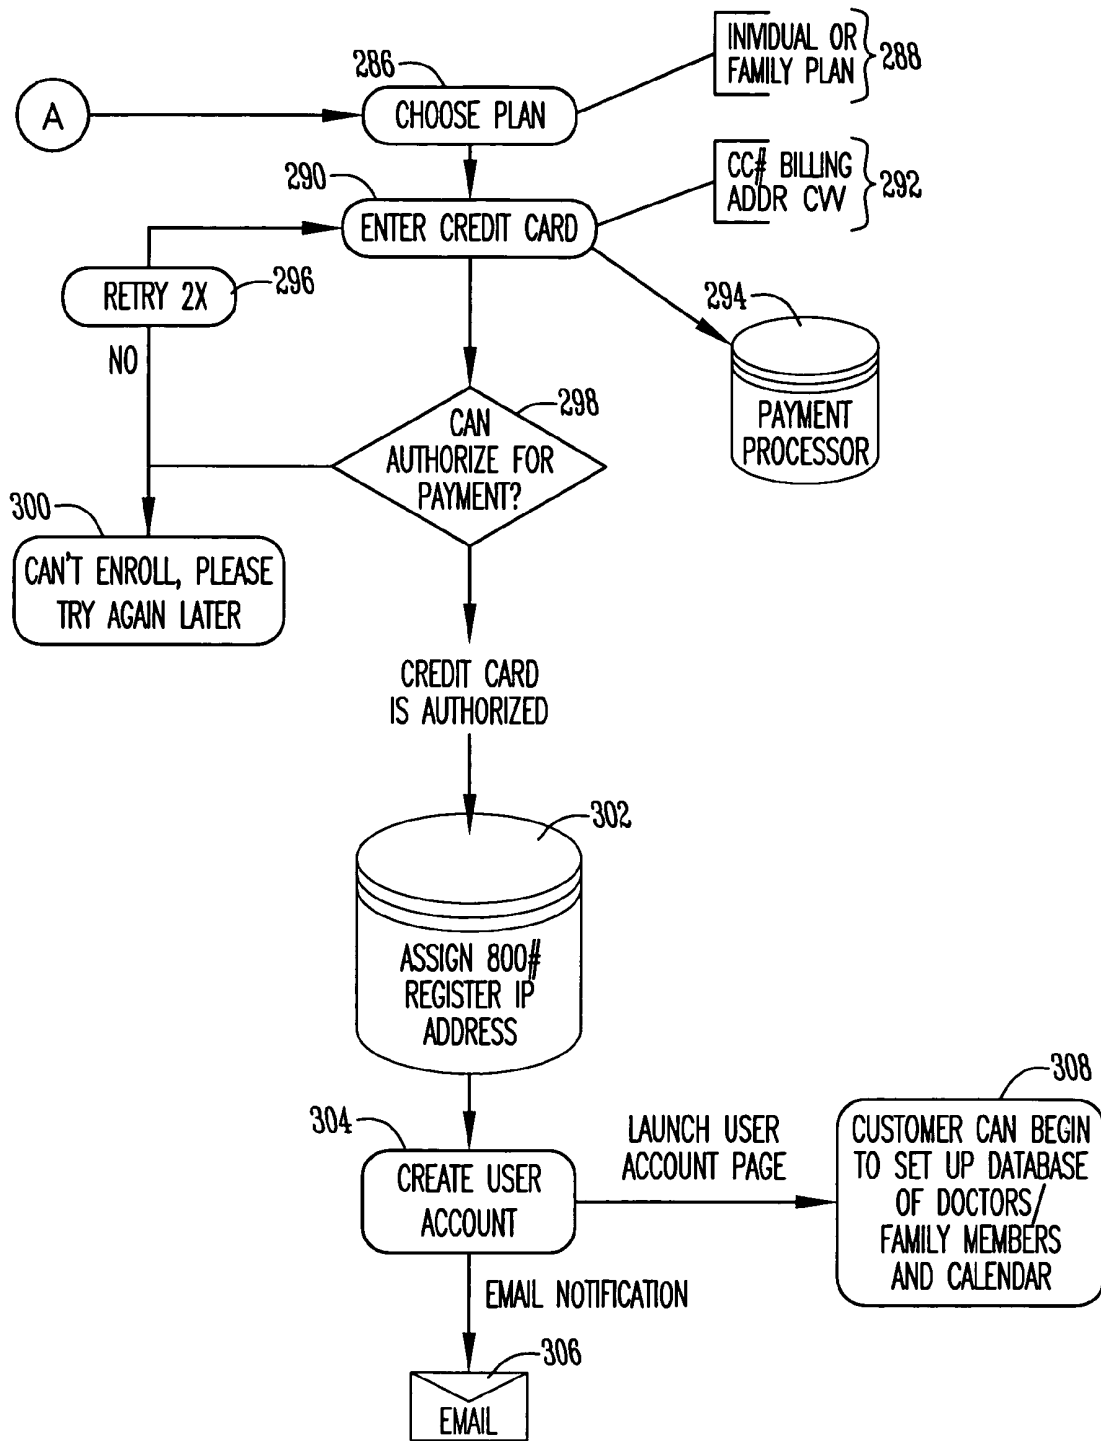 286
INIVIDUAL OR
FAMILY PLAN
288
A
CHOOSE PLAN
290
CC# BILLING
ADDR CVV
292
ENTER CREDIT CARD
RETRY 2X
296
294
NO
PAYMENT
PROCESSOR
298
CAN
AUTHORIZE FOR
PAYMENT?
300
CAN'T ENROLL, PLEASE
TRY AGAIN LATER
CREDIT CARD
IS AUTHORIZED
302
ASSIGN 800#
REGISTER IP
ADDRESS
304
CREATE USER
ACCOUNT
LAUNCH USER
ACCOUNT PAGE
308
CUSTOMER CAN BEGIN
TO SET UP DATABASE
OF DOCTORS/
FAMILY MEMBERS
AND CALENDAR
EMAIL NOTIFICATION
306
EMAIL